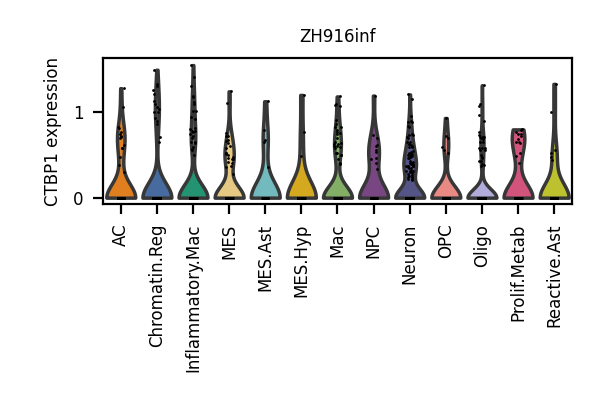 ZH916inf
CTBP1 expression
1
0
AC
Chromatin.Reg
Inflammatory.Mac
MES
MES.Ast
MES.Hyp
Mac
NPC
Neuron
OPC
Oligo
Prolif.Metab
Reactive.Ast